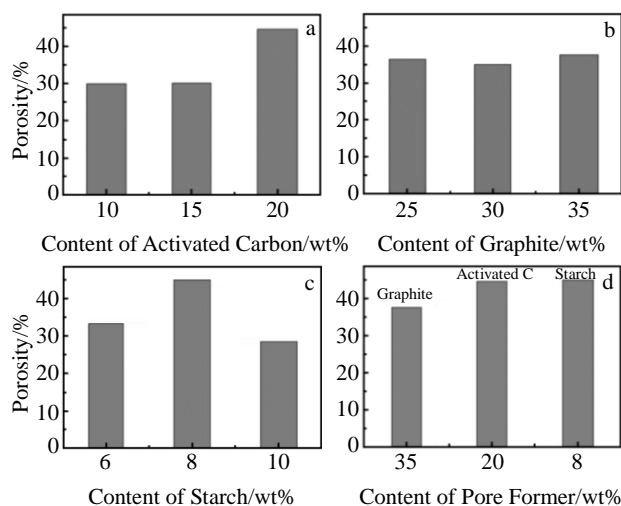 a
Porosity/%
40
30
20
10
0
10 15 20
Content of Activated Carbon/wt%
b
40
30
20
10
0
25 30 35
Content of Graphite/wt%
c
Porosity/%
40
30
20
10
0
6 8 10
Content of Starch/wt%
d
Graphite Activated C Starch
40
30
20
10
0
35 20 8
Content of Pore Former/wt%